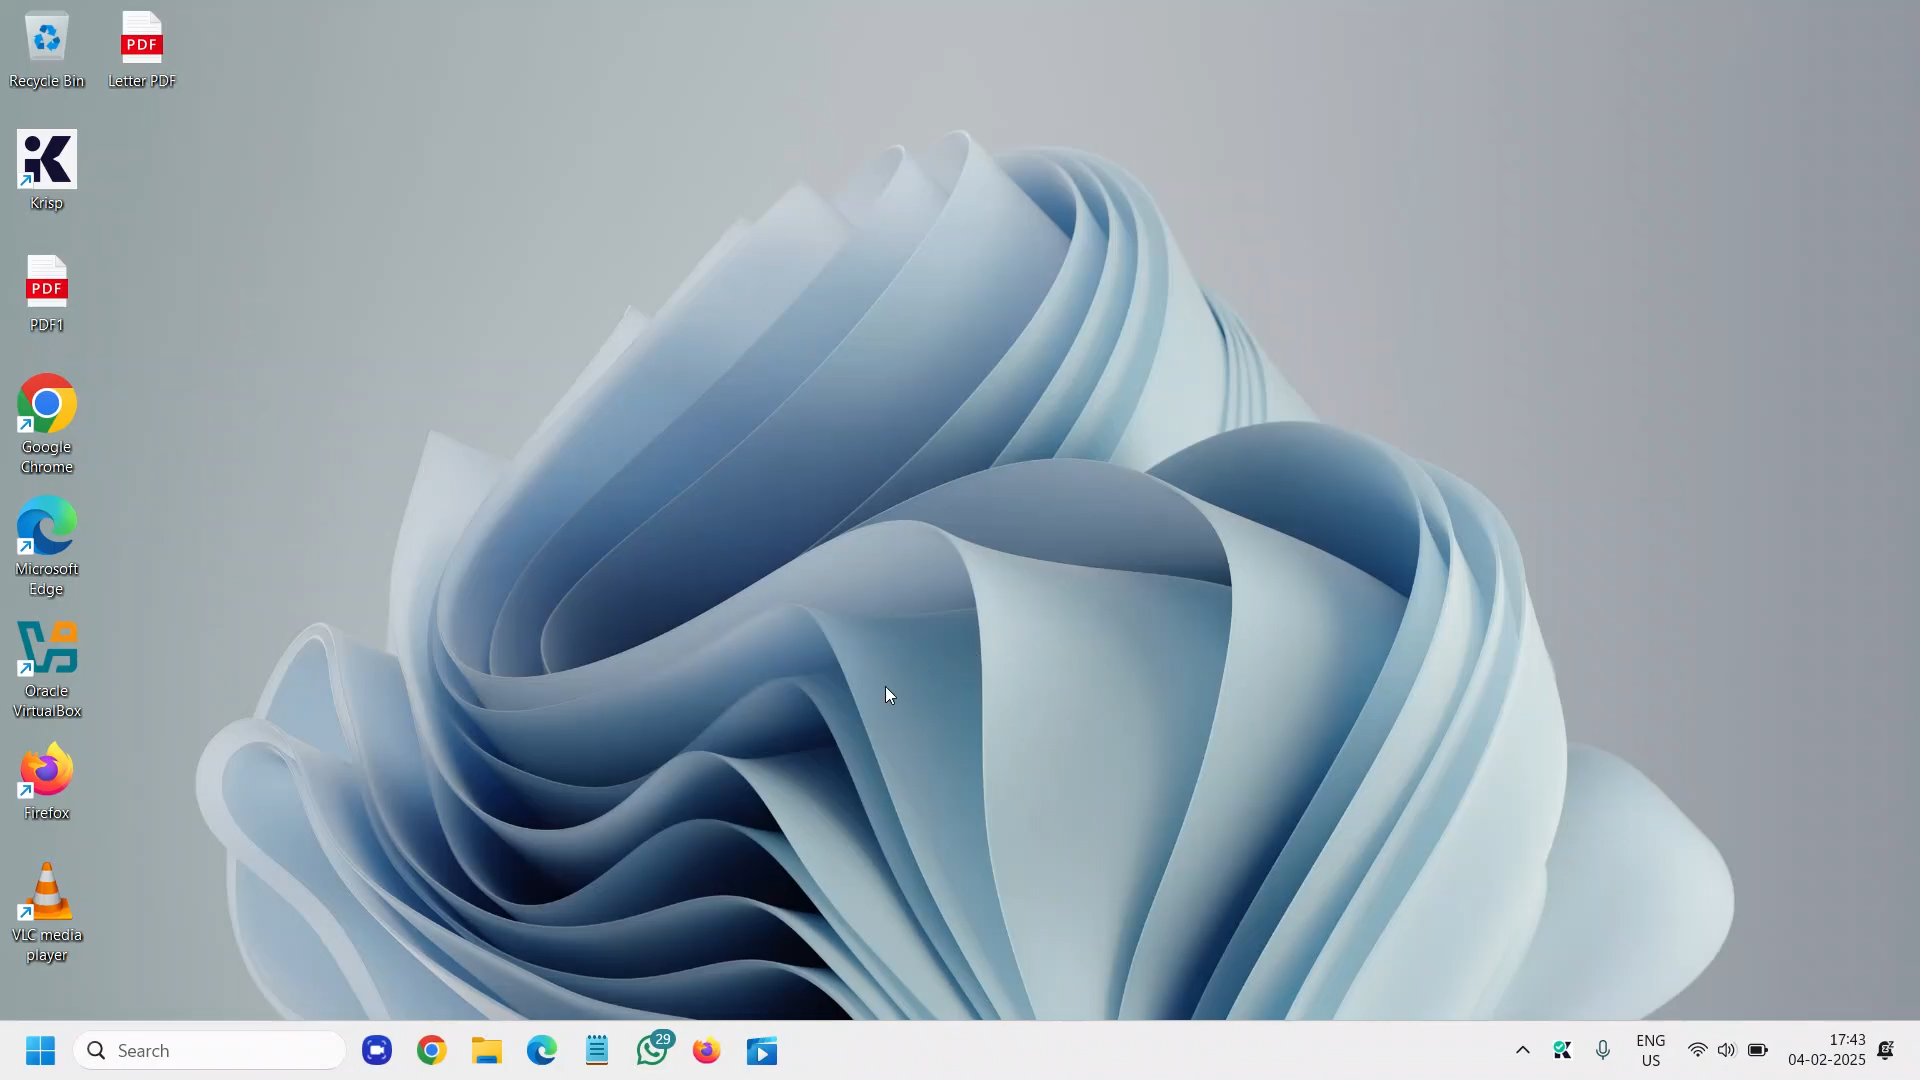 Recycle Bin
PDF
Letter PDF
Krisp
PDF
PDF1
Google
Chrome
Microsoft
Edge
Oracle
VirtualBox
Firefox
VLC media
player
Search
29
ENG
US
17:43
04-02-2025